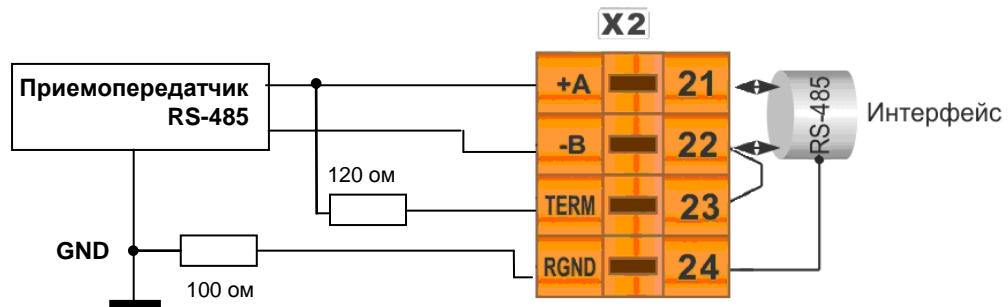 X2
Приемопередатчик
RS-485
+A 21
-B 22
TERM 23
RGND 24
RS-485
Интерфейс
120 ом
GND
100 ом